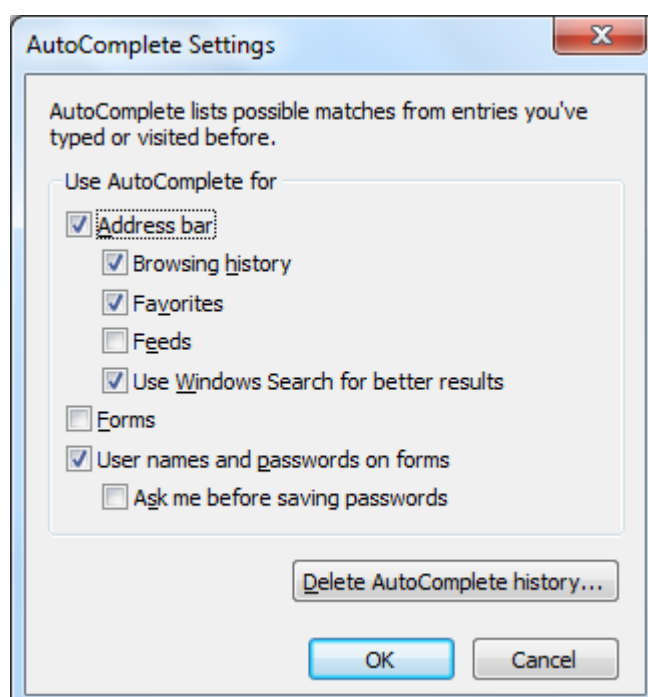 AutoComplete Settings
AutoComplete lists possible matches from entries you've
typed or visited before.
Use AutoComplete for
Address bar
Browsing history
Favorites
Feeds
Use Windows Search for better results
Forms
User names and passwords on forms
Ask me before saving passwords
Delete AutoComplete history...
OK
Cancel